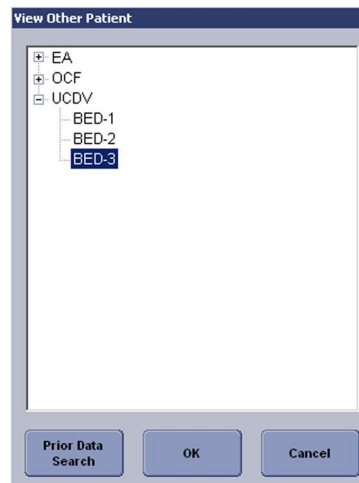 View Other Patient
EA
OCF
UCDV
BED-1
BED-2
BED-3
Prior Data
Search
OK
Cancel